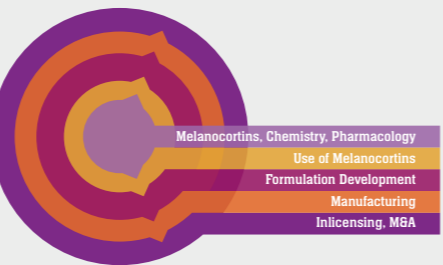 Melanocortins, Chemistry, Pharmacology
Use of Melanocortins
Formulation Development
Manufacturing
Inlicensing, M&A